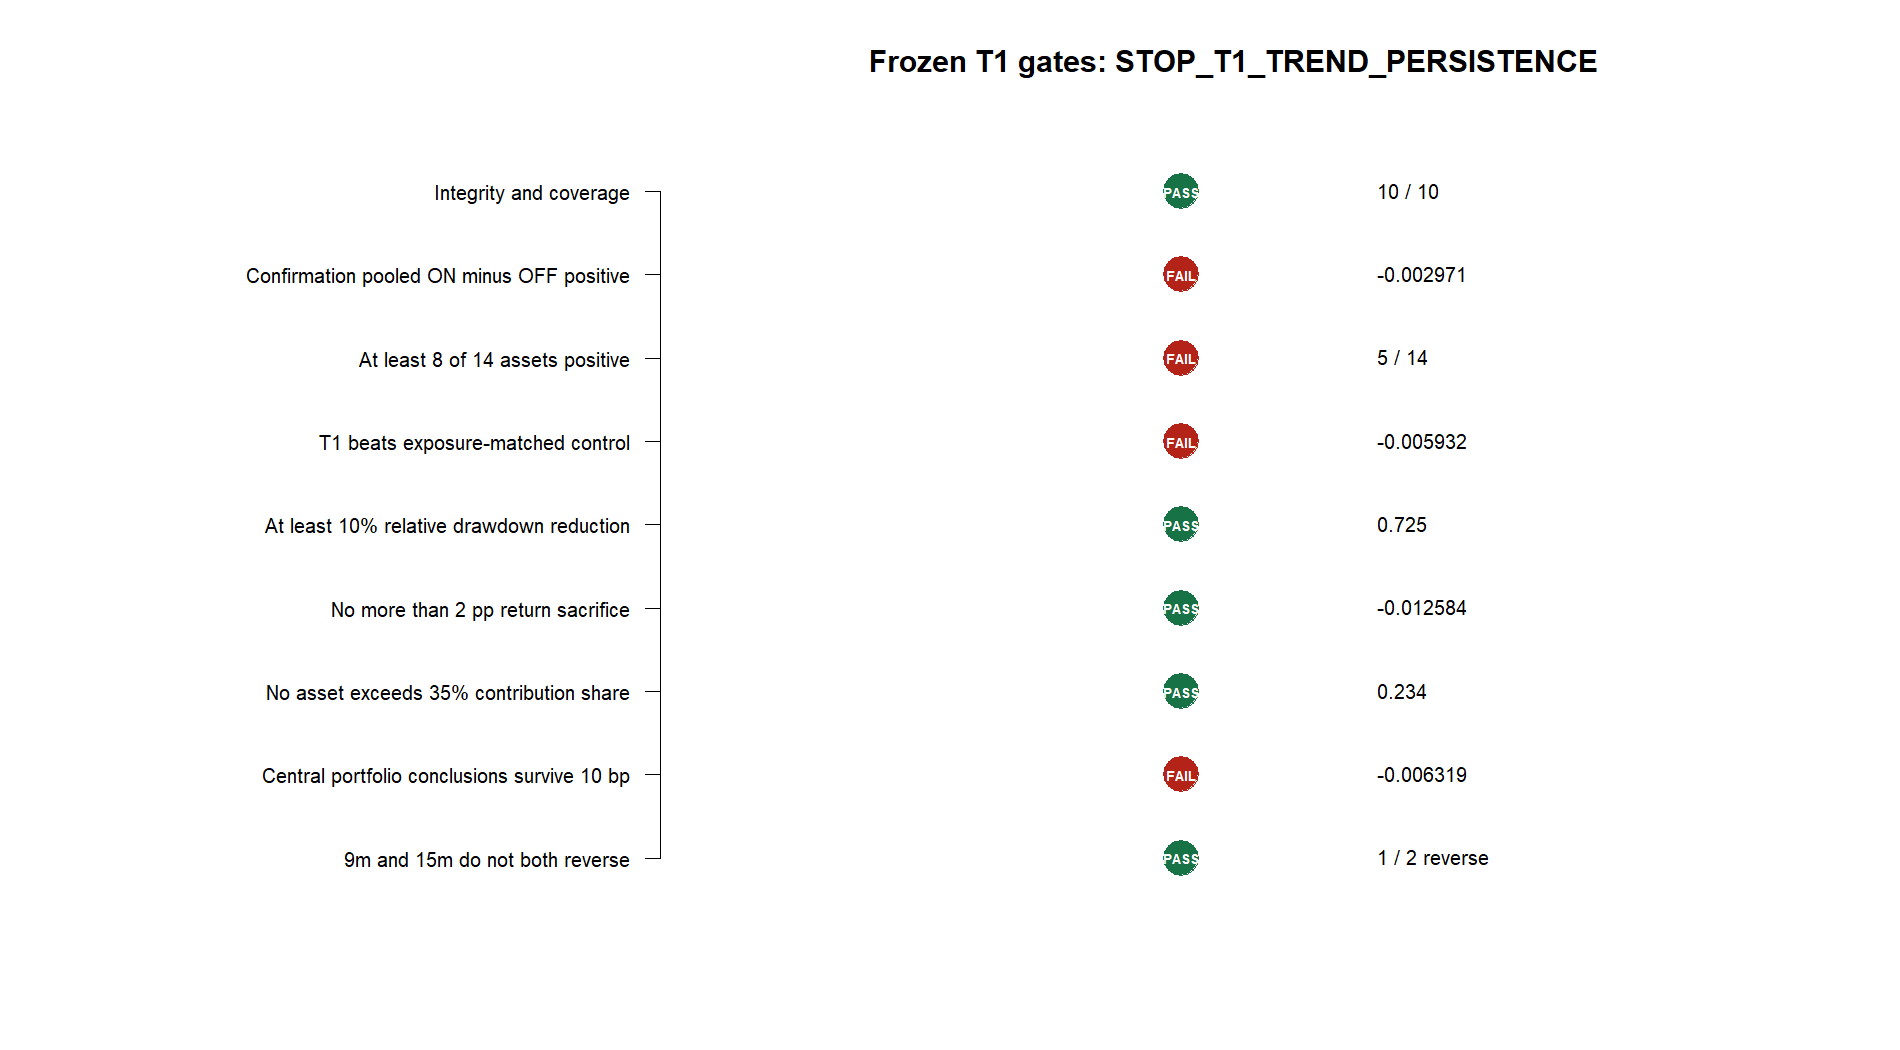 Frozen T1 gates: STOP_T1_TREND_PERSISTENCE
Integrity and coverage PASS 10 / 10
Confirmation pooled ON minus OFF positive FAIL -0.002971
At least 8 of 14 assets positive FAIL 5 / 14
T1 beats exposure-matched control FAIL -0.005932
At least 10% relative drawdown reduction PASS 0.725
No more than 2 pp return sacrifice PASS -0.012584
No asset exceeds 35% contribution share PASS 0.234
Central portfolio conclusions survive 10 bp FAIL -0.006319
9m and 15m do not both reverse PASS 1 / 2 reverse